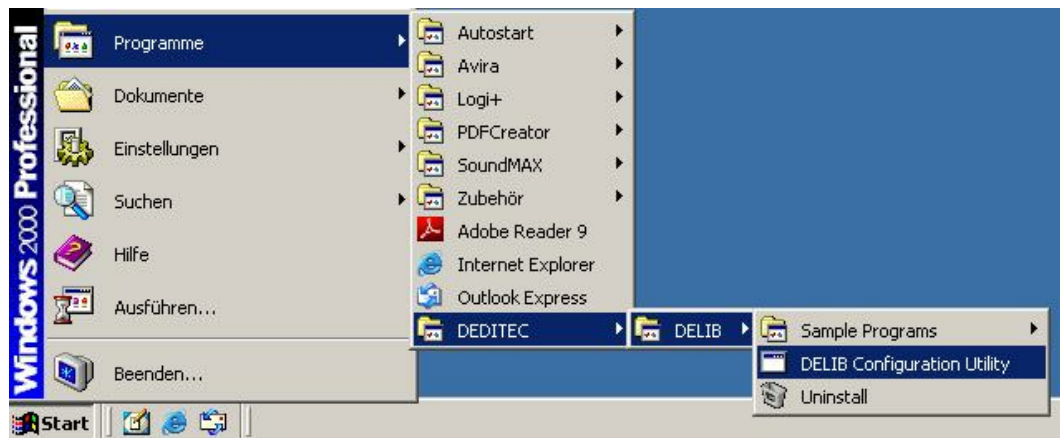 Windows 2000 Professional
Programme
Dokumente
Einstellungen
Suchen
Hilfe
Ausführen...
Beenden...
Autostart
Avira
Logi+
PDFCreator
SoundMAX
Zubehör
Adobe Reader 9
Internet Explorer
Outlook Express
DEDITEC
DELIB
Sample Programs
DELIB Configuration Utility
Uninstall
Start